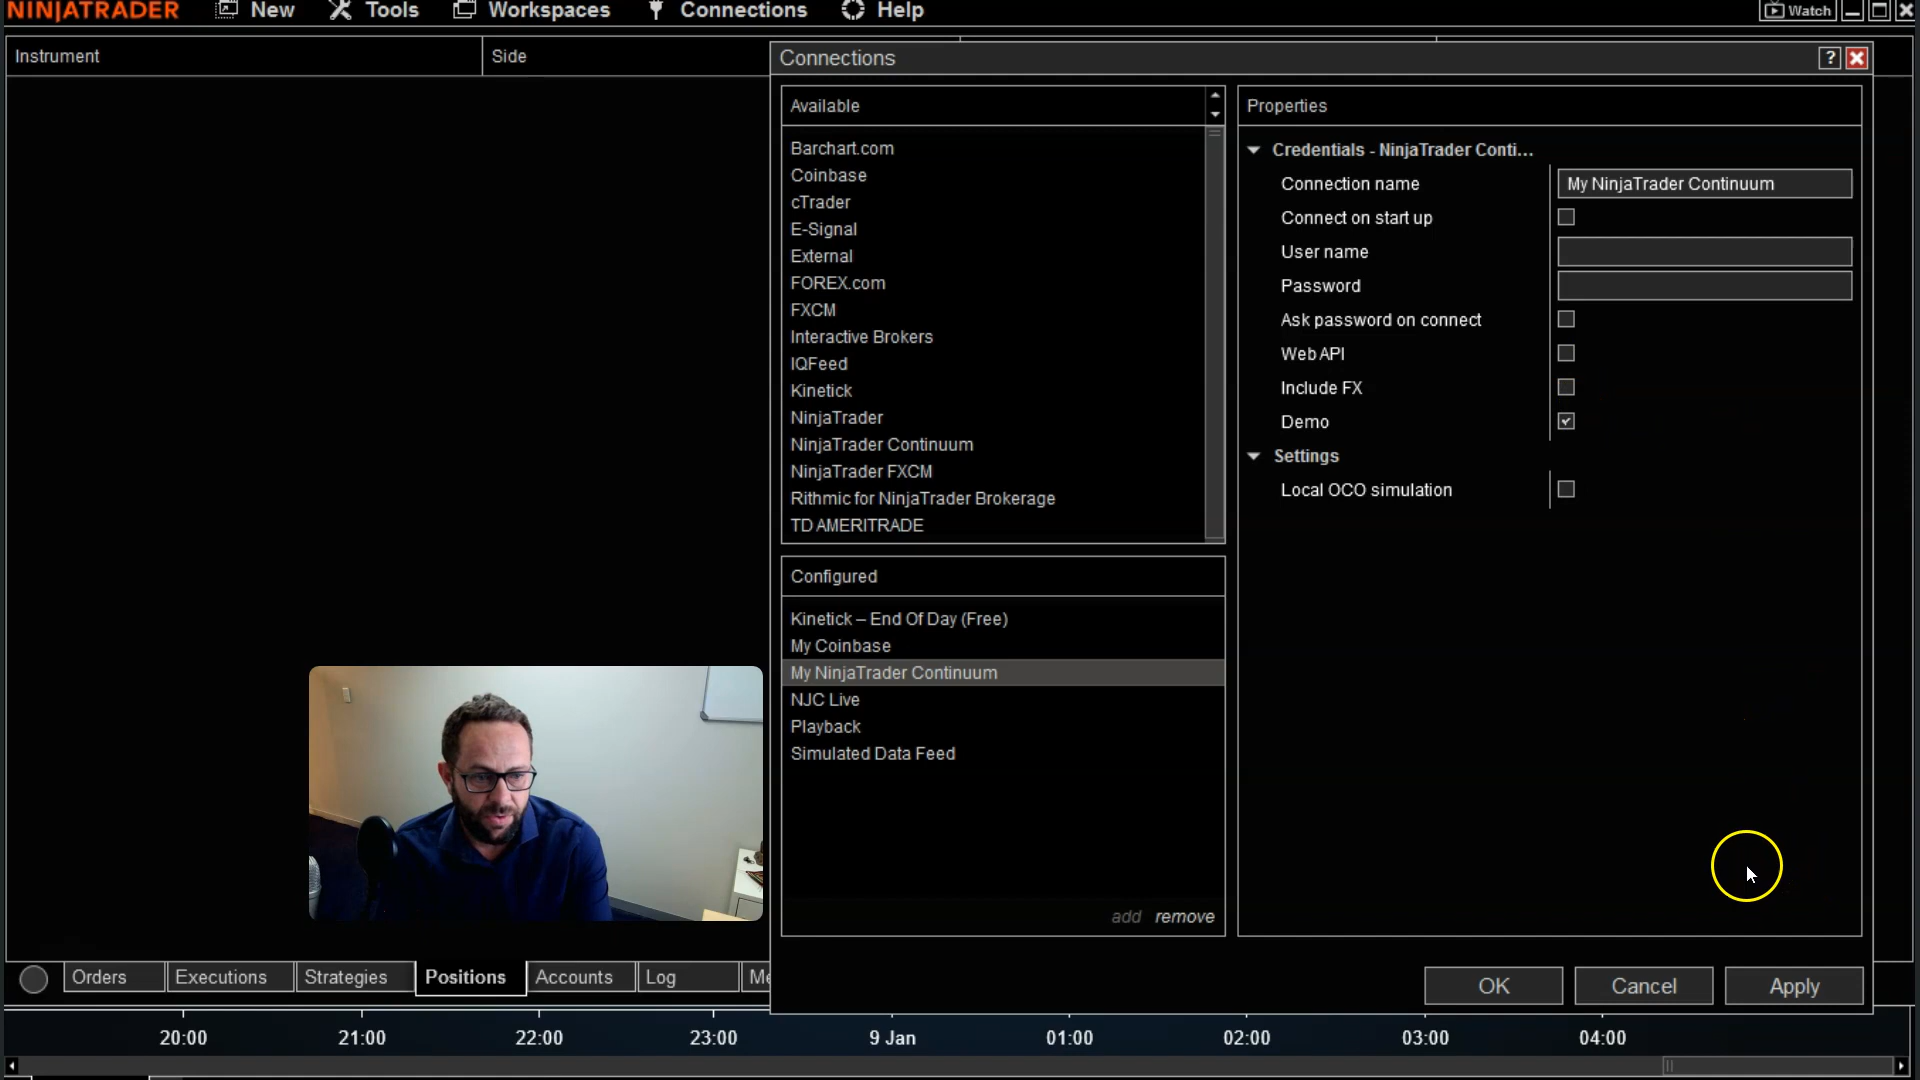 NINJATRADER New Tools Workspaces Connections Help Watch
Instrument Side
Connections ?
Available
Barchart.com
Coinbase
cTrader
E-Signal
External
FOREX.com
FXCM
Interactive Brokers
IQFeed
Kinetick
NinjaTrader
NinjaTrader Continuum
NinjaTrader FXCM
Rithmic for NinjaTrader Brokerage
TD AMERITRADE
Configured
Kinetick – End Of Day (Free)
My Coinbase
My NinjaTrader Continuum
NJC Live
Playback
Simulated Data Feed
add remove
Properties
Credentials - NinjaTrader Conti...
Connection name My NinjaTrader Continuum
Connect on start up
User name
Password
Ask password on connect
Web API
Include FX
Demo
Settings
Local OCO simulation
OK Cancel Apply
Orders Executions Strategies Positions Accounts Log Me
20:00 21:00 22:00 23:00 9 Jan 01:00 02:00 03:00 04:00